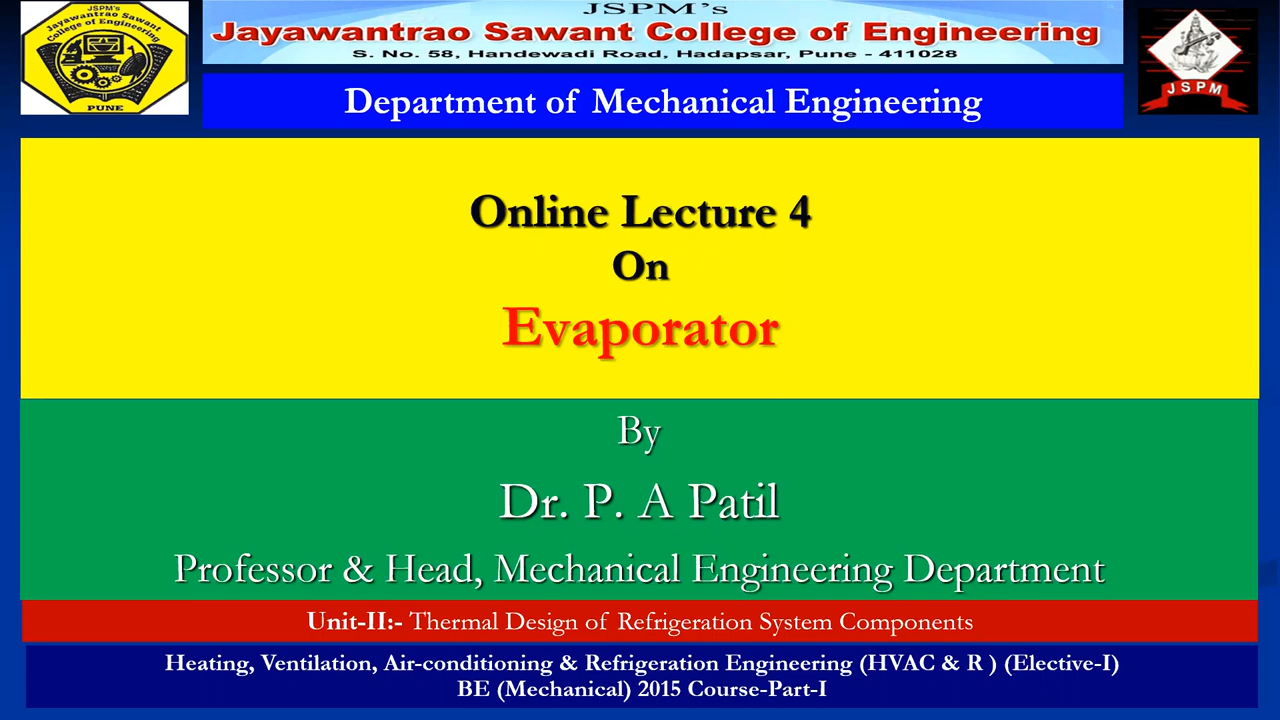 JSPM's
Jayawantrao Sawant
College of Engineering
PUNE
JSPM's
Jayawantrao Sawant College of Engineering
S. No. 58, Handewadi Road, Hadapsar, Pune - 411028
JSPM
Department of Mechanical Engineering
Online Lecture 4
On
Evaporator
By
Dr. P. A Patil
Professor & Head, Mechanical Engineering Department
Unit-II:- Thermal Design of Refrigeration System Components
Heating, Ventilation, Air-conditioning & Refrigeration Engineering (HVAC & R ) (Elective-I)
BE (Mechanical) 2015 Course-Part-I